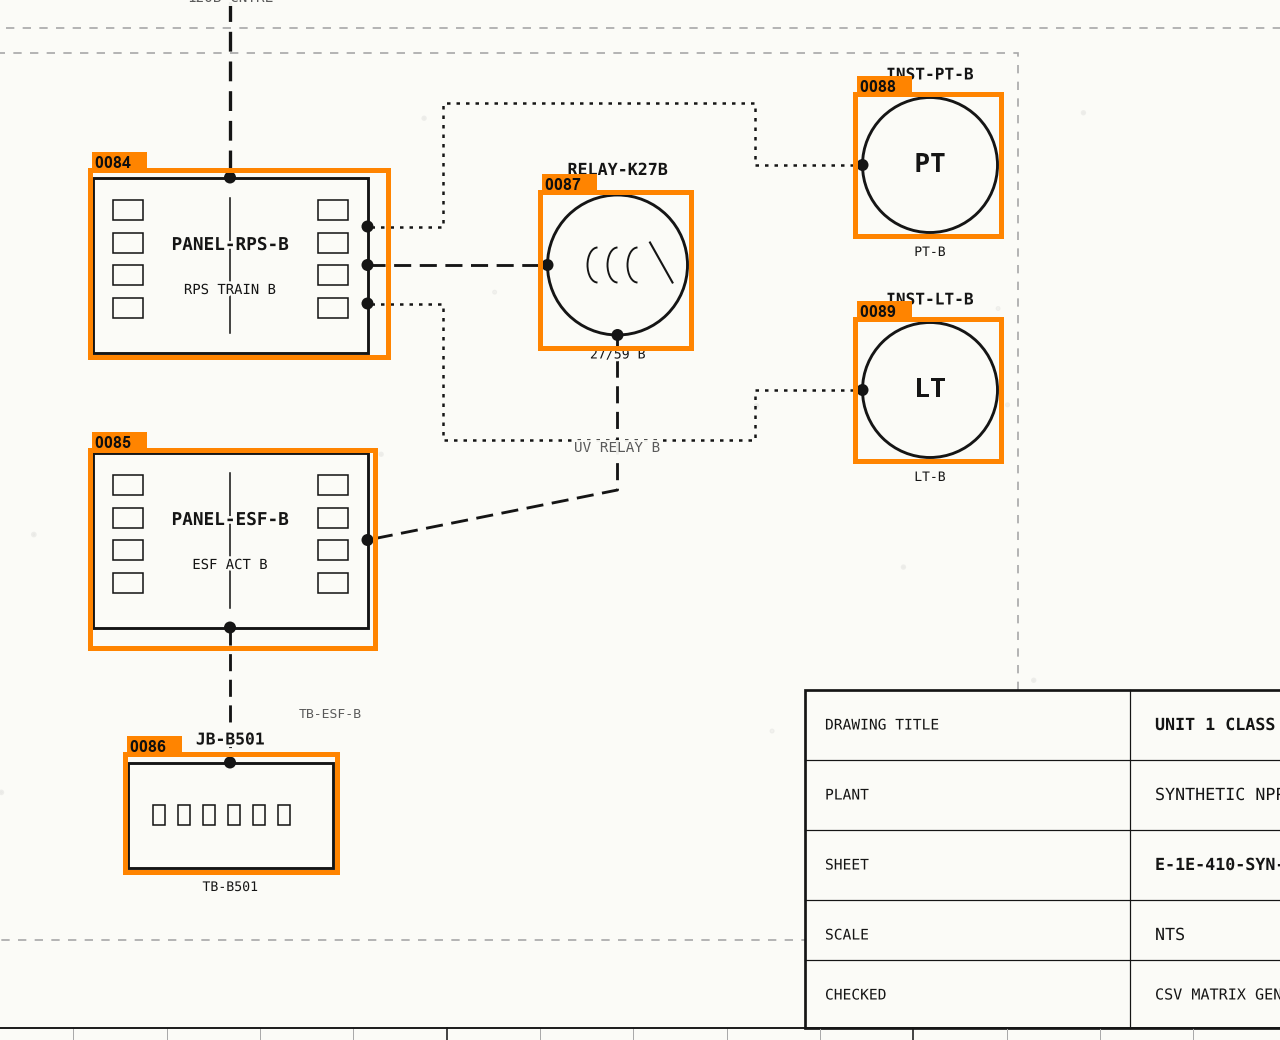 INST-PT-B
0088
PT
PT-B
0084
PANEL-RPS-B
RPS TRAIN B
RELAY-K27B
0087
27/59 B
UV RELAY B
INST-LT-B
0089
LT
LT-B
0085
PANEL-ESF-B
ESF ACT B
TB-ESF-B
JB-B501
0086
TB-B501
DRAWING TITLE
UNIT 1 CLASS
PLANT
SYNTHETIC NPP
SHEET
E-1E-410-SYN-
SCALE
NTS
CHECKED
CSV MATRIX GEN